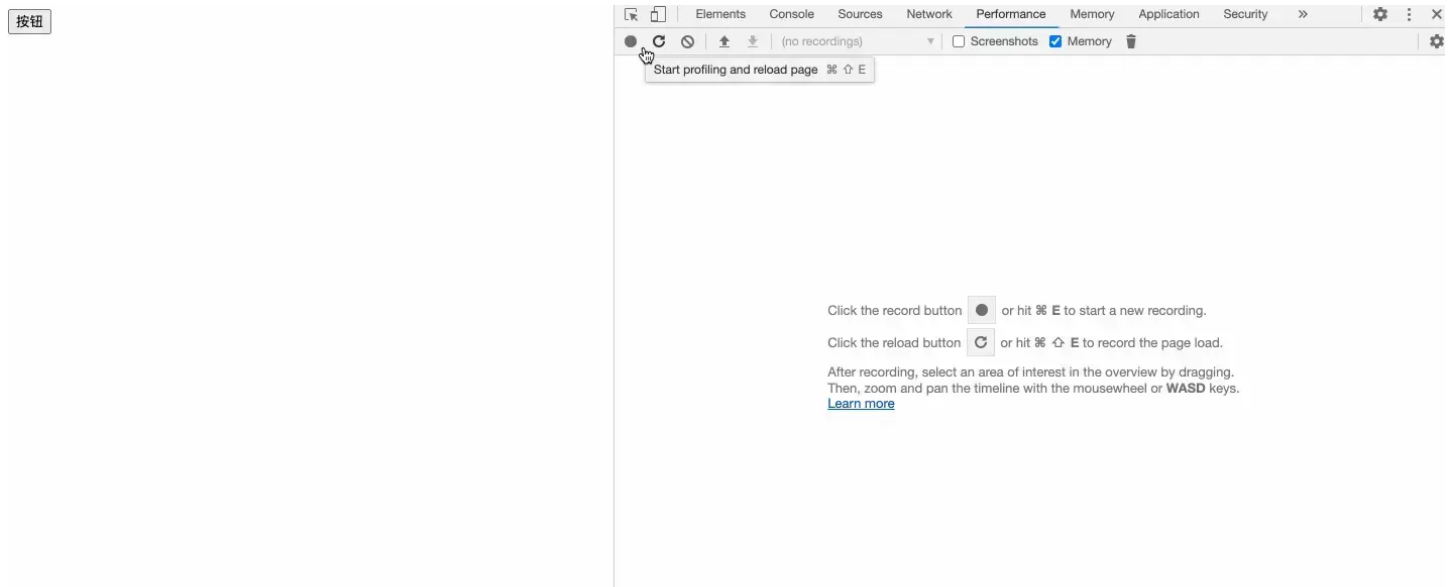 按钮
Elements Console Sources Network Performance Memory Application Security »
(no recordings) Screenshots Memory
Start profiling and reload page ⌘ ⇧ E
Click the record button or hit ⌘ E to start a new recording.
Click the reload button or hit ⌘ ⇧ E to record the page load.
After recording, select an area of interest in the overview by dragging.
Then, zoom and pan the timeline with the mousewheel or WASD keys.
Learn more